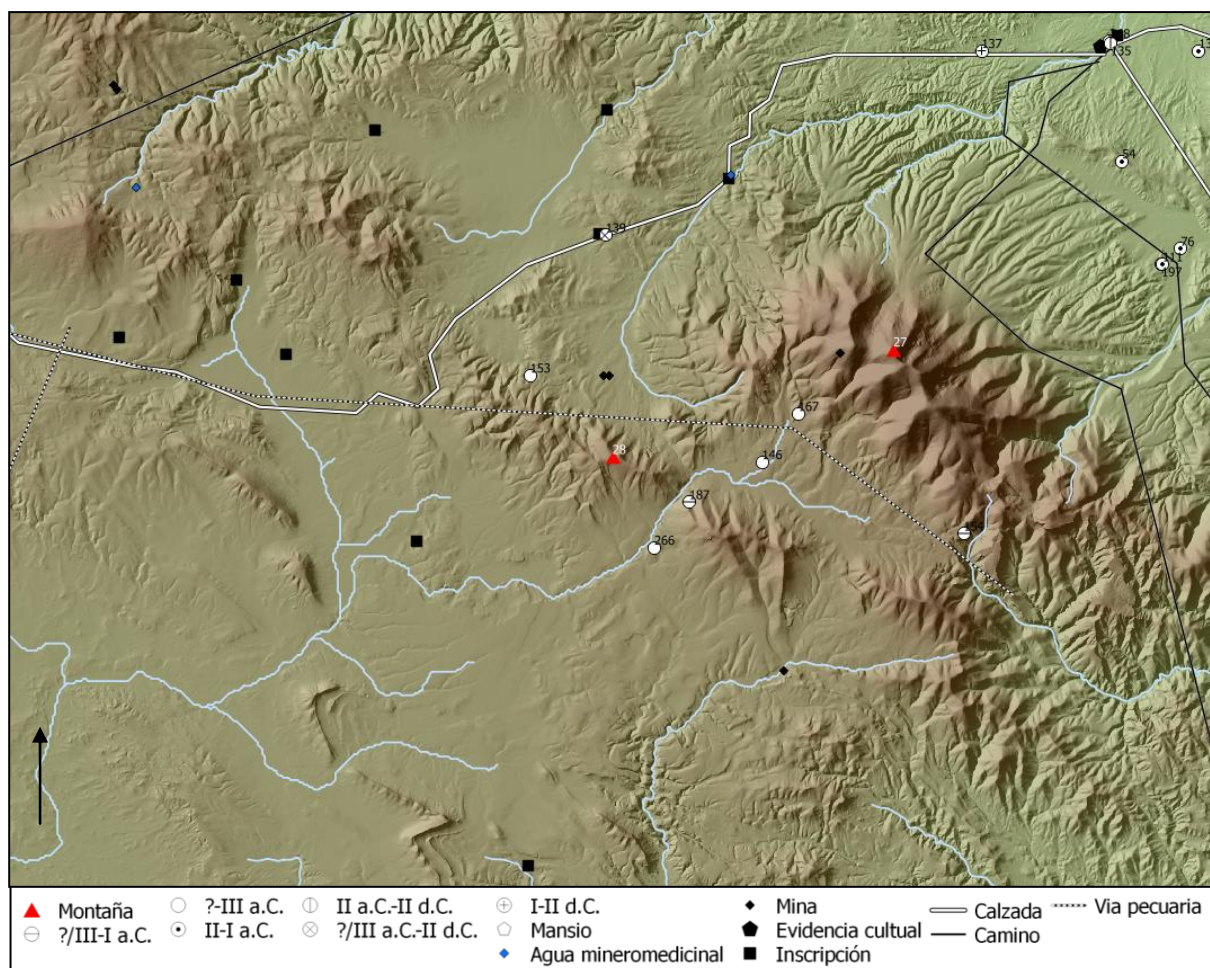 137
135
54
76
111
197
139
27
153
167
28
146
187
266
Montaña
?/III-I a.C.
?-III a.C.
II-I a.C.
II a.C.-II d.C.
?/III a.C.-II d.C.
I-II d.C.
Mansio
Agua mineromedicinal
Mina
Evidencia cultual
Inscripción
Calzada
Camino
Via pecuaria